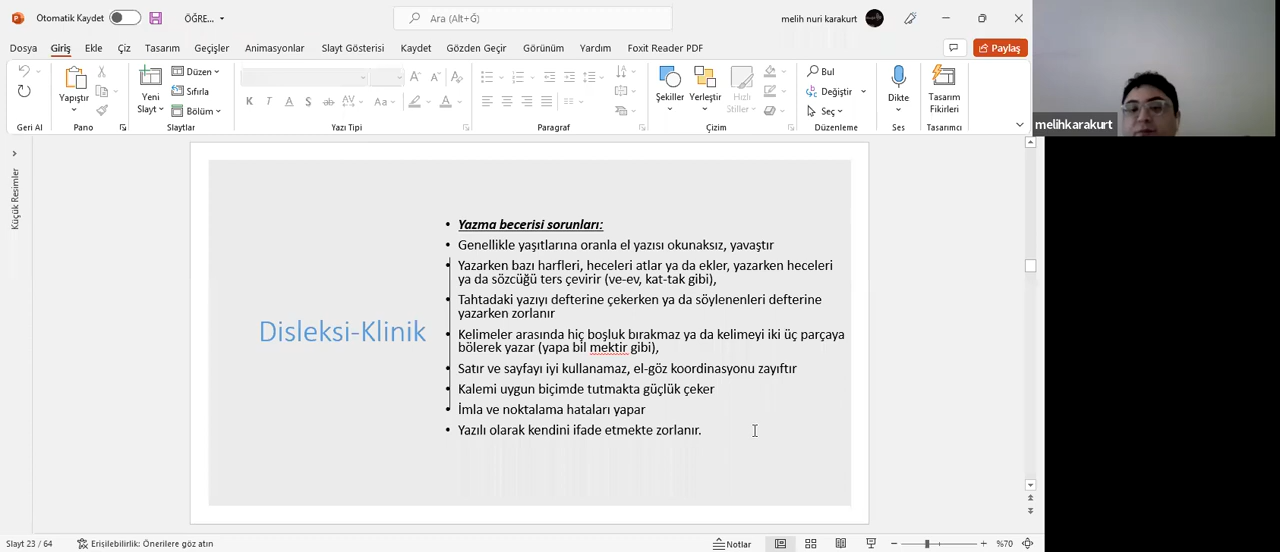 Otomatik Kaydet
ÖĞRE...
Ara (Alt+Ğ)
melih nuri karakurt
Dosya Giriş Ekle Çiz Tasarım Geçişler Animasyonlar Slayt Gösterisi Kaydet Gözden Geçir Görünüm Yardım Foxit Reader PDF
Paylaş
Yapıştır
Yeni
Slayt
Düzen
Sıfırla
Bölüm
K T A S ab AV Aa A
Şekiller
Yerleştir
Hızlı
Stiller
Bul
Değiştir
Seç
Dikte
Tasarım
Fikirleri
Geri Al Pano Slaytlar Yazı Tipi Paragraf Çizim Düzenleme Ses Tasarımcı
melihkarakurt
Küçük Resimler
Disleksi-Klinik
• Yazma becerisi sorunları:
• Genellikle yaşıtlarına oranla el yazısı okunaksız, yavaştır
• Yazarken bazı harfleri, heceleri atlar ya da ekler, yazarken heceleri
ya da sözcüğü ters çevirir (ve-ev, kat-tak gibi),
• Tahtadaki yazıyı defterine çekerken ya da söylenenleri defterine
yazarken zorlanır
• Kelimeler arasında hiç boşluk bırakmaz ya da kelimeyi iki üç parçaya
bölerek yazar (yapa bil mektir gibi),
• Satır ve sayfayı iyi kullanamaz, el-göz koordinasyonu zayıftır
• Kalemi uygun biçimde tutmakta güçlük çeker
• İmla ve noktalama hataları yapar
• Yazılı olarak kendini ifade etmekte zorlanır.
Slayt 23 / 64
Erişilebilirlik: Önerilere göz atın
Notlar
%70